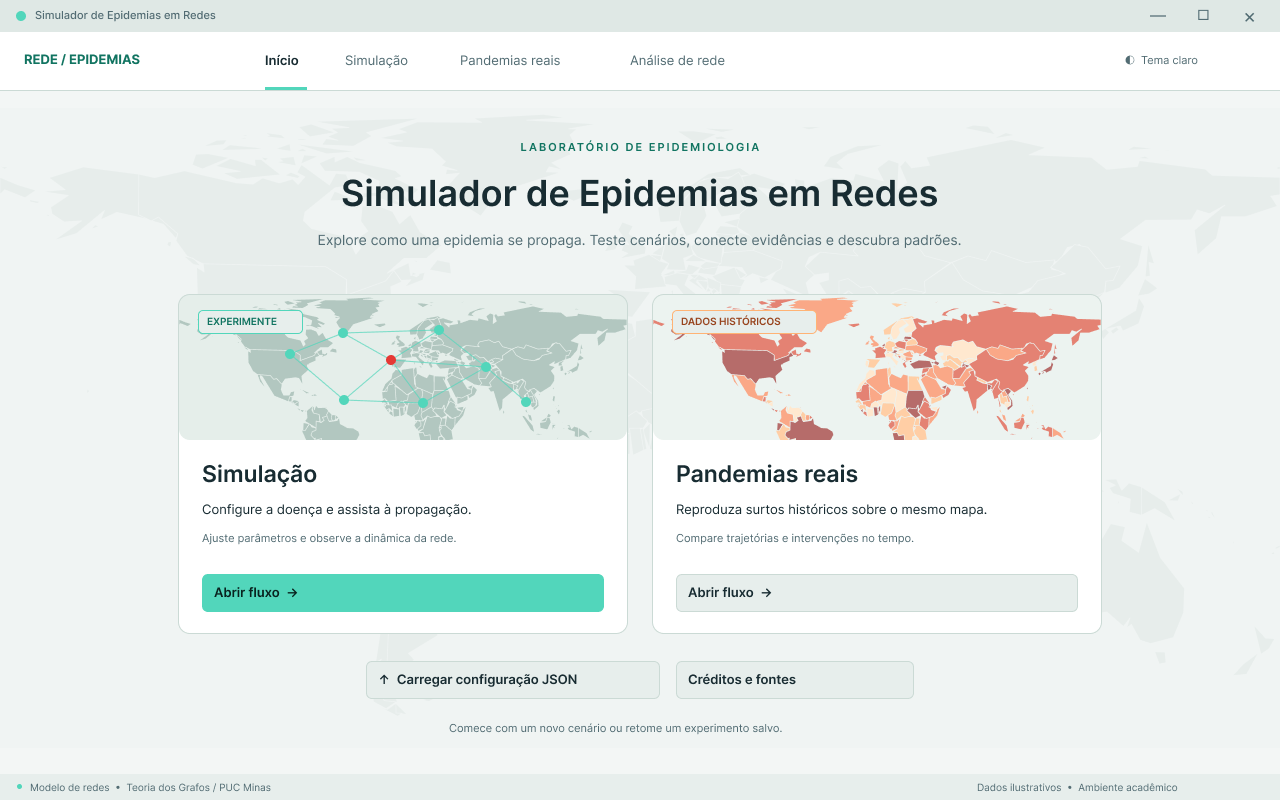 Simulador de Epidemias em Redes
REDE / EPIDEMIAS
Início
Simulação
Pandemias reais
Análise de rede
Tema claro
LABORATÓRIO DE EPIDEMIOLOGIA
Simulador de Epidemias em Redes
Explore como uma epidemia se propaga. Teste cenários, conecte evidências e descubra padrões.
EXPERIMENTE
Simulação
Configure a doença e assista à propagação.
Ajuste parâmetros e observe a dinâmica da rede.
Abrir fluxo →
DADOS HISTÓRICOS
Pandemias reais
Reproduza surtos históricos sobre o mesmo mapa.
Compare trajetórias e intervenções no tempo.
Abrir fluxo →
↑ Carregar configuração JSON
Créditos e fontes
Comece com um novo cenário ou retome um experimento salvo.
Modelo de redes • Teoria dos Grafos / PUC Minas
Dados ilustrativos • Ambiente acadêmico